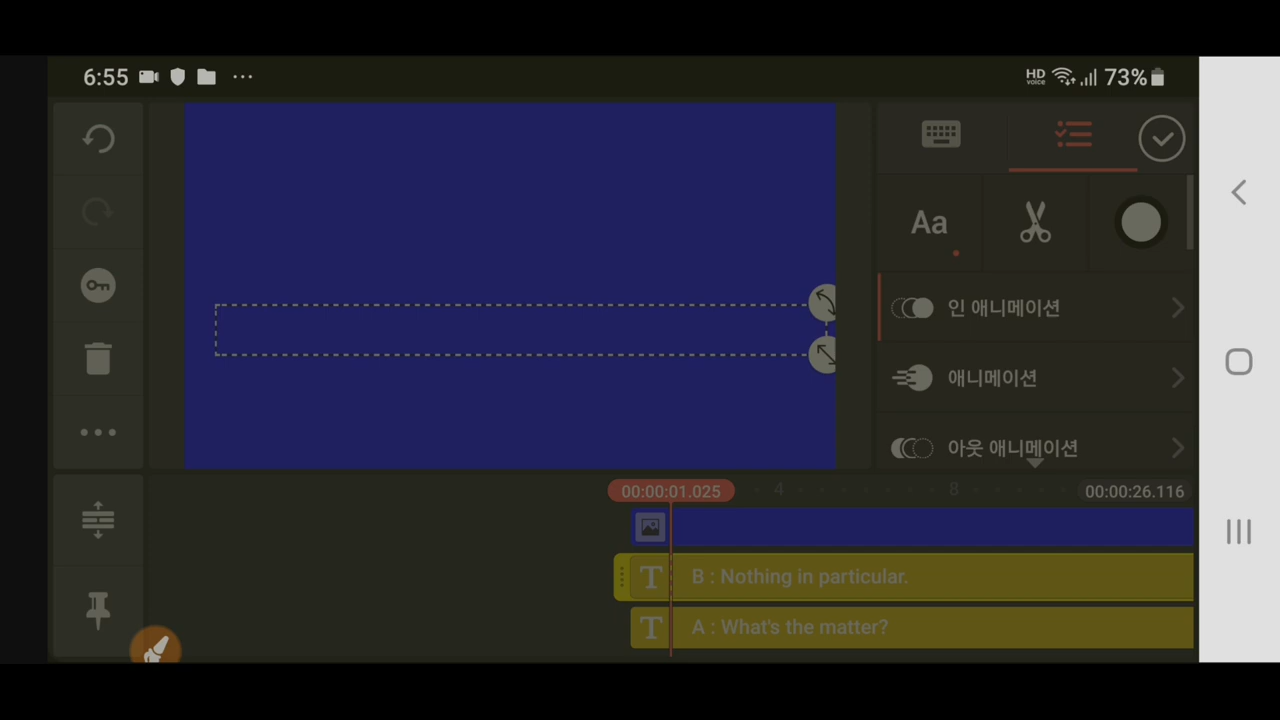 6:55 ... HD voice 73%
Aa
인 애니메이션
애니메이션
아웃 애니메이션
00:00:01.025 4 8 00:00:26.116
T B : Nothing in particular.
T A : What's the matter?